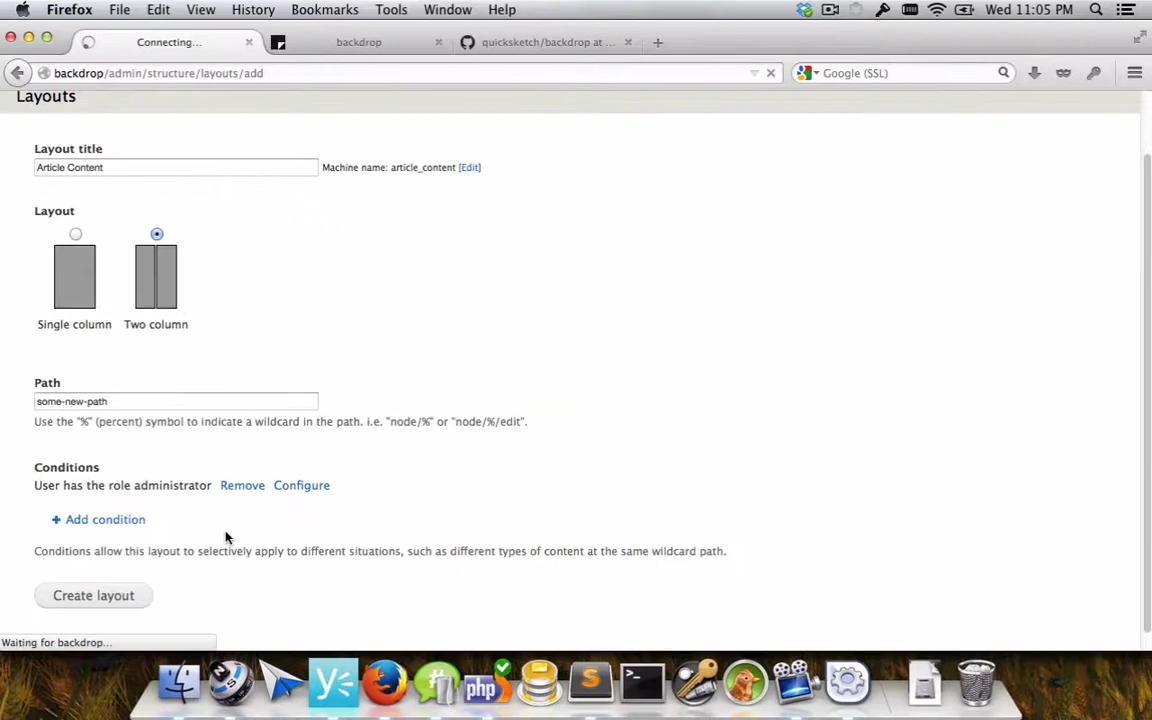 Firefox File Edit View History Bookmarks Tools Window Help Wed 11:05 PM
Connecting... backdrop quicksketch/backdrop at ...
backdrop/admin/structure/layouts/add Google (SSL)
Layouts
Layout title
Article Content Machine name: article_content [Edit]
Layout
Single column Two column
Path
some-new-path
Use the "%" (percent) symbol to indicate a wildcard in the path. i.e. "node/%" or "node/%/edit".
Conditions
User has the role administrator Remove Configure
+ Add condition
Conditions allow this layout to selectively apply to different situations, such as different types of content at the same wildcard path.
Create layout
Waiting for backdrop...
php